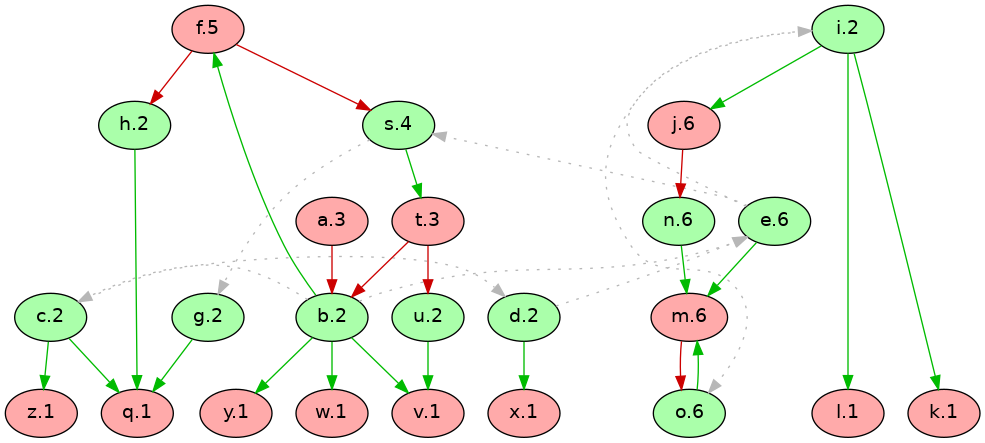 f.5 i.2
h.2 s.4 j.6
a.3 t.3 n.6 e.6
c.2 g.2 b.2 u.2 d.2 m.6
z.1 q.1 y.1 w.1 v.1 x.1 o.6 l.1 k.1